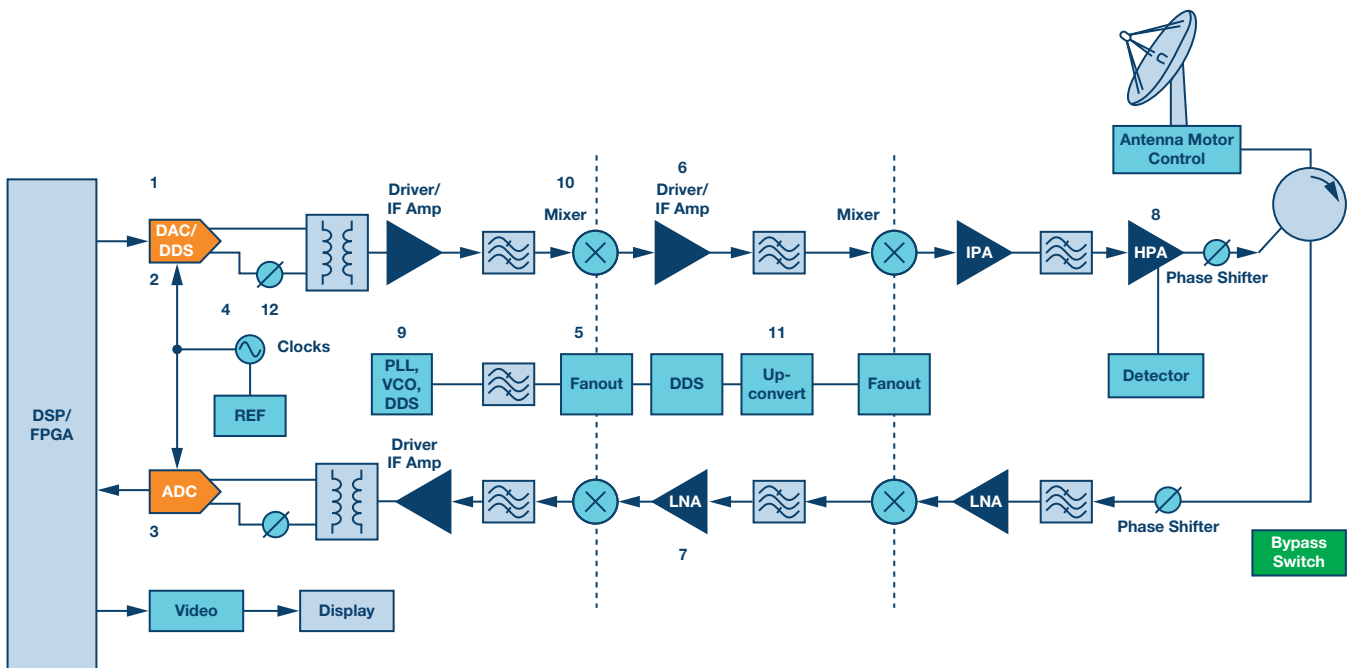 Antenna Motor
Control
1
10
6
8
Driver/
IF Amp
Mixer
Driver/
IF Amp
Mixer
DAC/
DDS
IPA
HPA
Phase Shifter
2
4
12
Clocks
REF
9
5
11
PLL,
VCO,
DDS
Fanout
DDS
Up-
convert
Fanout
Detector
DSP/
FPGA
Driver
IF Amp
ADC
LNA
LNA
Phase Shifter
3
7
Bypass
Switch
Video
Display